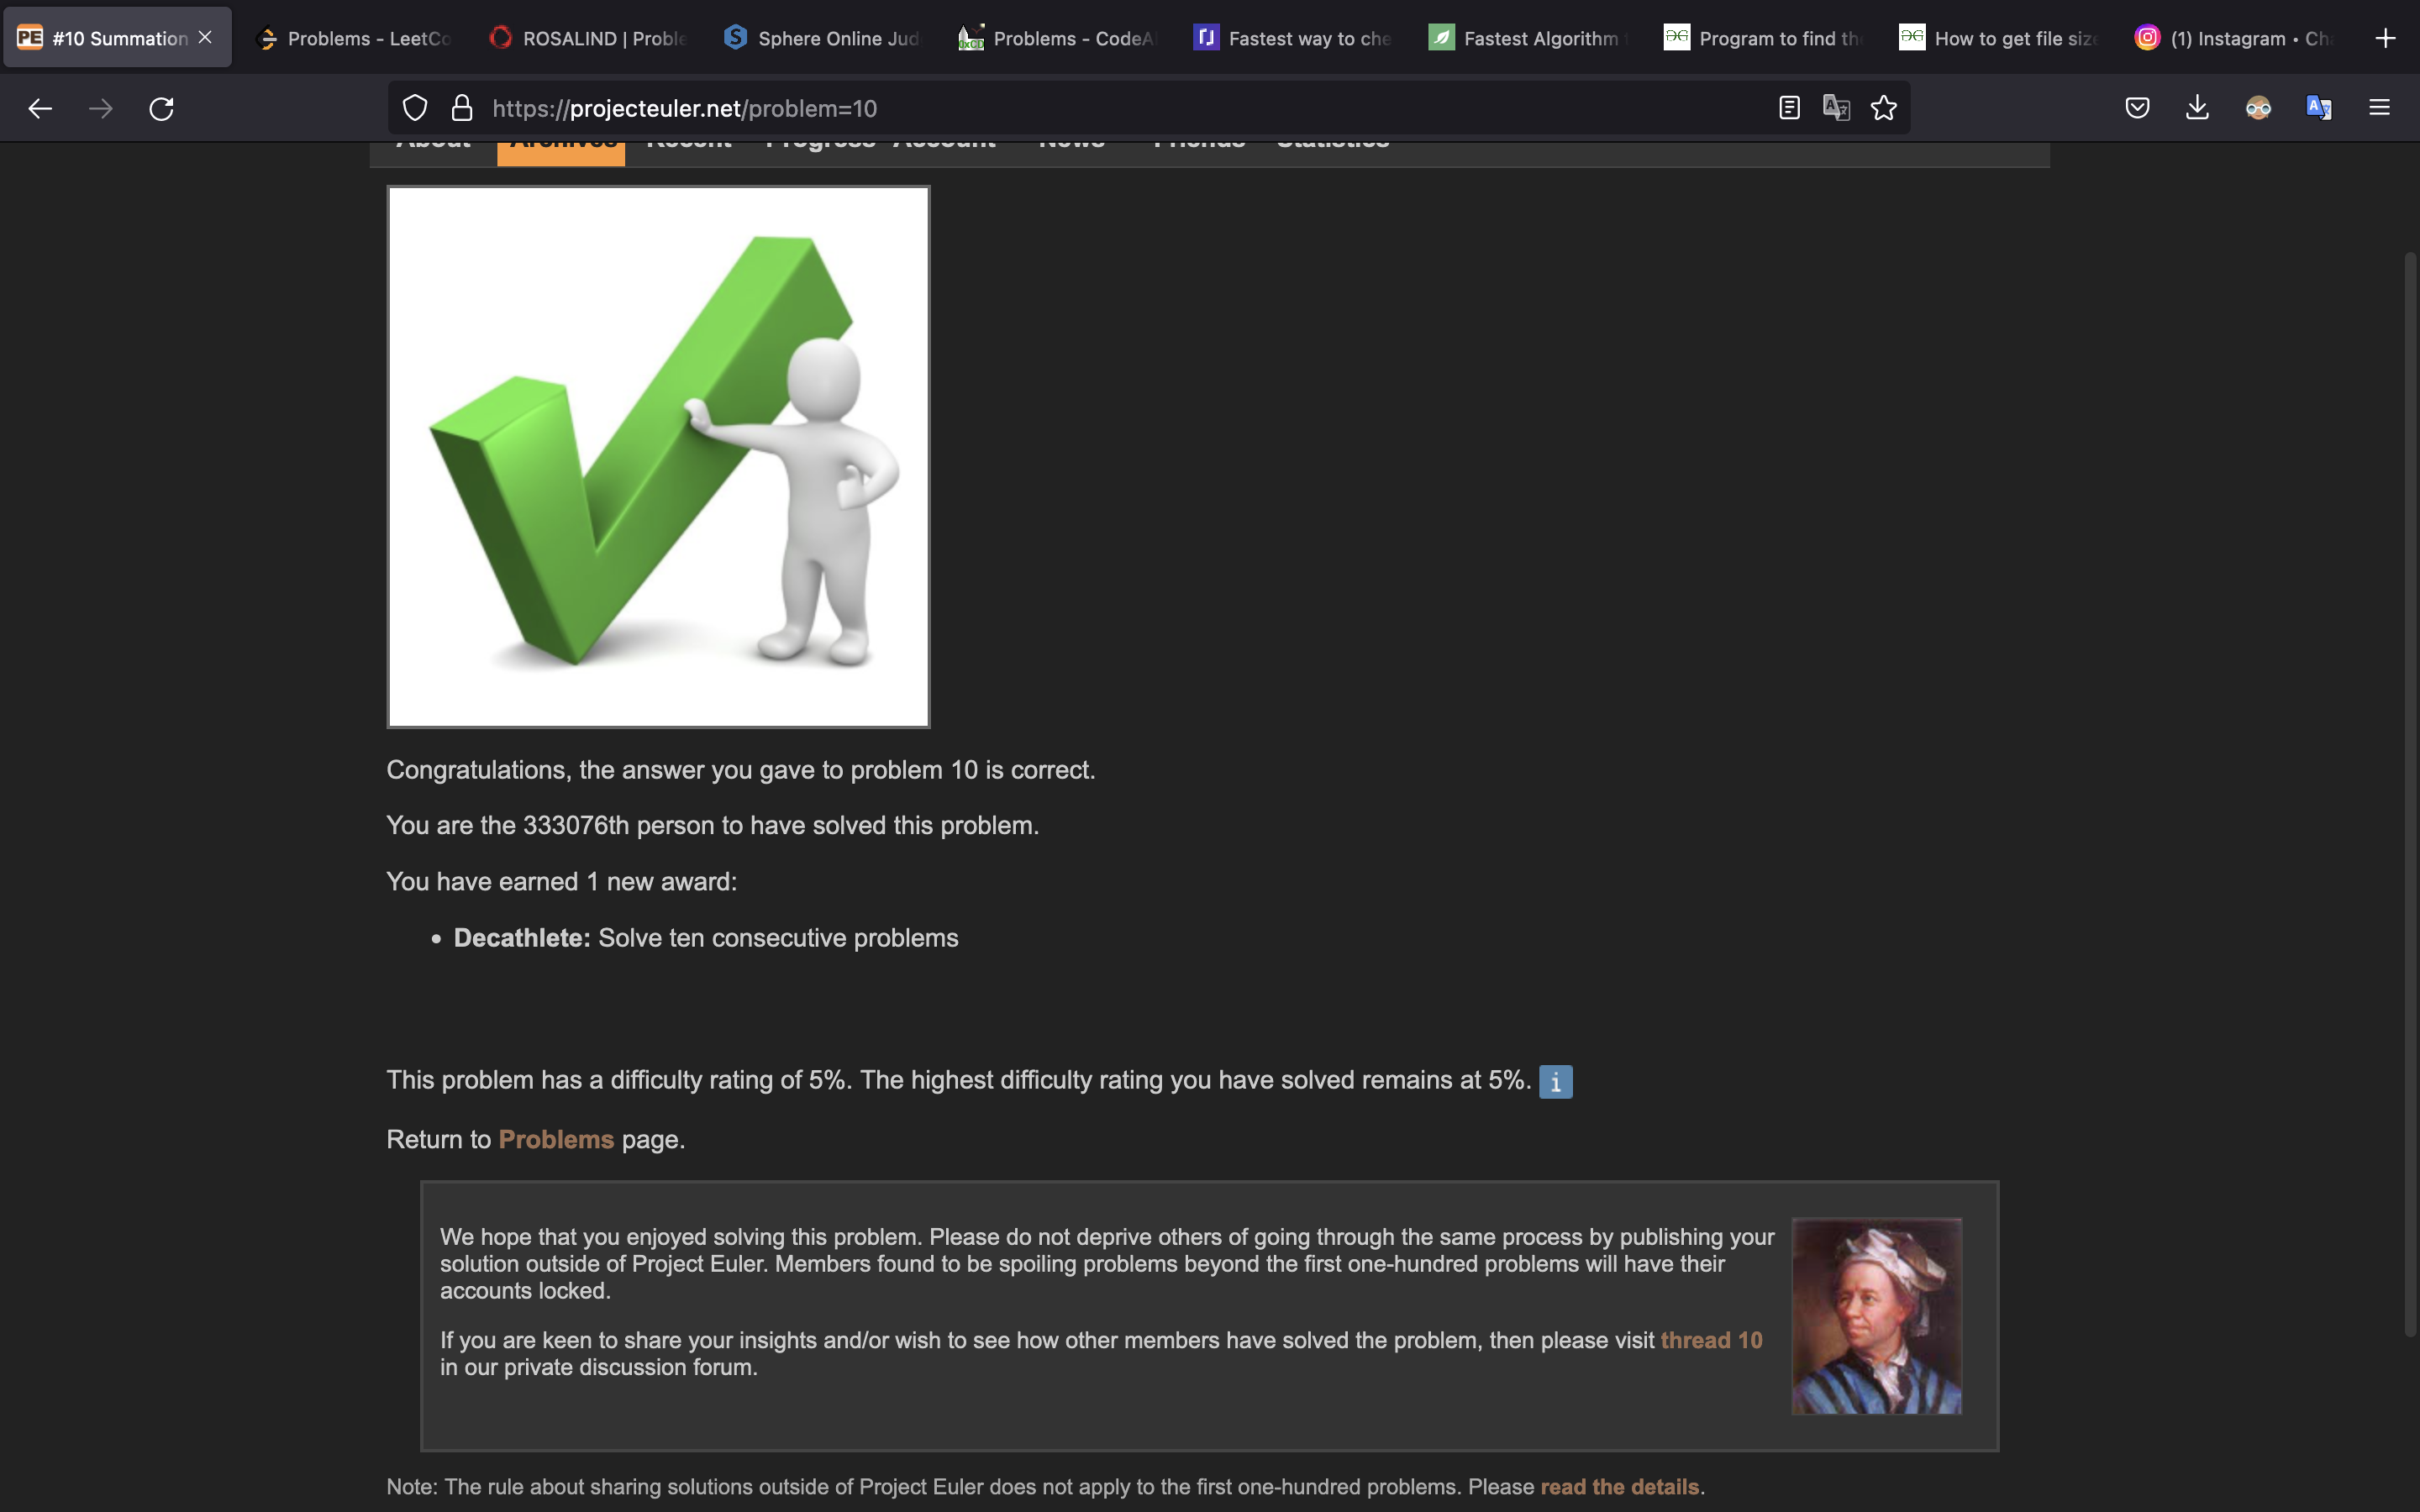 PE #10 Summation
Problems - LeetCo
ROSALIND | Proble
S Sphere Online Jud
0xCD Problems - CodeA
Fastest way to che
Fastest Algorithm
Program to find th
How to get file siz
(1) Instagram • Ch
https://projecteuler.net/problem=10
About Archives Recent Progress Account News Friends Statistics
Congratulations, the answer you gave to problem 10 is correct.
You are the 333076th person to have solved this problem.
You have earned 1 new award:
• Decathlete: Solve ten consecutive problems
This problem has a difficulty rating of 5%. The highest difficulty rating you have solved remains at 5%. i
Return to Problems page.
We hope that you enjoyed solving this problem. Please do not deprive others of going through the same process by publishing your
solution outside of Project Euler. Members found to be spoiling problems beyond the first one-hundred problems will have their
accounts locked.
If you are keen to share your insights and/or wish to see how other members have solved the problem, then please visit thread 10
in our private discussion forum.
Note: The rule about sharing solutions outside of Project Euler does not apply to the first one-hundred problems. Please read the details.